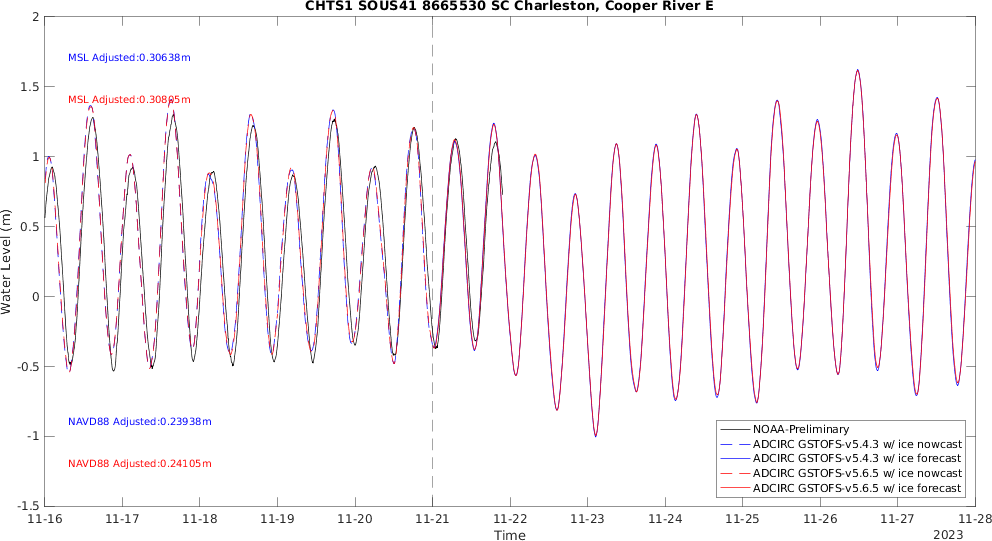 CHTS1 SOUS41 8665530 SC Charleston, Cooper River E
2
1.5
1
0.5
0
-0.5
-1
-1.5
Water Level (m)
MSL Adjusted:0.30638m
MSL Adjusted:0.30805m
NAVD88 Adjusted:0.23938m
NAVD88 Adjusted:0.24105m
NOAA-Preliminary
ADCIRC GSTOFS-v5.4.3 w/ ice nowcast
ADCIRC GSTOFS-v5.4.3 w/ ice forecast
ADCIRC GSTOFS-v5.6.5 w/ ice nowcast
ADCIRC GSTOFS-v5.6.5 w/ ice forecast
11-16 11-17 11-18 11-19 11-20 11-21 11-22 11-23 11-24 11-25 11-26 11-27 11-28
Time
2023